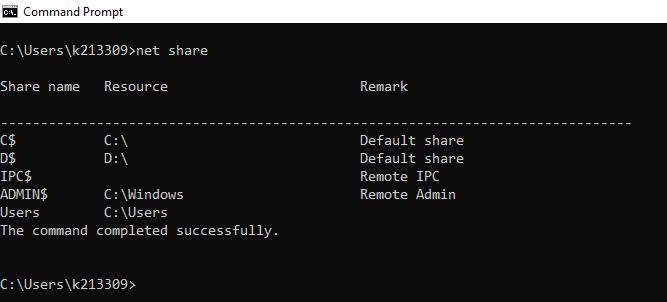 Command Prompt
C:\Users\k213309>net share
Share name   Resource                        Remark
-------------------------------------------------------------------------------
C$           C:\                             Default share
D$           D:\                             Default share
IPC$                                         Remote IPC
ADMIN$       C:\Windows                      Remote Admin
Users        C:\Users
The command completed successfully.
C:\Users\k213309>